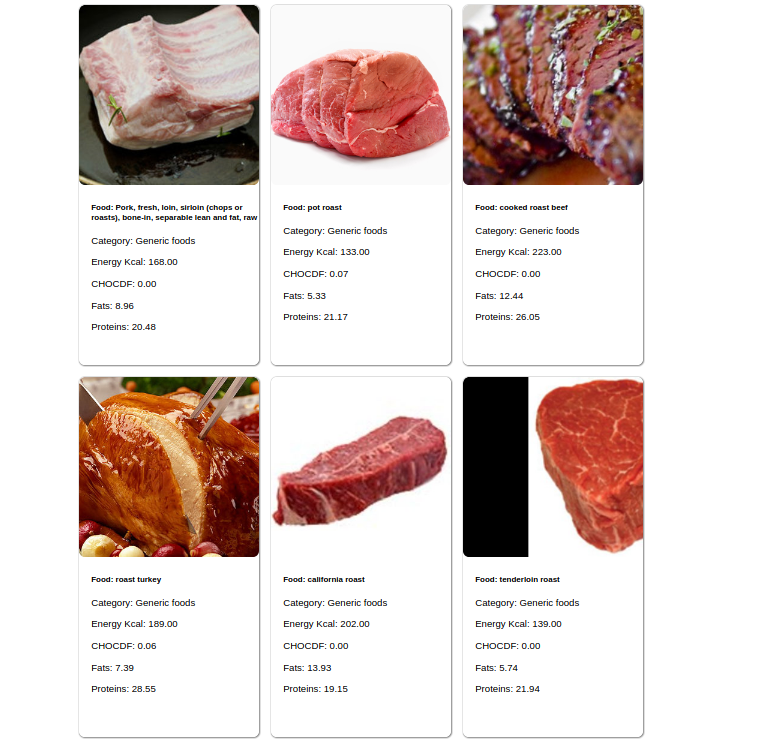 Food: Pork, fresh, loin, sirloin (chops or
roasts), bone-in, separable lean and fat, raw
Category: Generic foods
Energy Kcal: 168.00
CHOCDF: 0.00
Fats: 8.96
Proteins: 20.48
Food: pot roast
Category: Generic foods
Energy Kcal: 133.00
CHOCDF: 0.07
Fats: 5.33
Proteins: 21.17
Food: cooked roast beef
Category: Generic foods
Energy Kcal: 223.00
CHOCDF: 0.00
Fats: 12.44
Proteins: 26.05
Food: roast turkey
Category: Generic foods
Energy Kcal: 189.00
CHOCDF: 0.06
Fats: 7.39
Proteins: 28.55
Food: california roast
Category: Generic foods
Energy Kcal: 202.00
CHOCDF: 0.00
Fats: 13.93
Proteins: 19.15
Food: tenderloin roast
Category: Generic foods
Energy Kcal: 139.00
CHOCDF: 0.00
Fats: 5.74
Proteins: 21.94